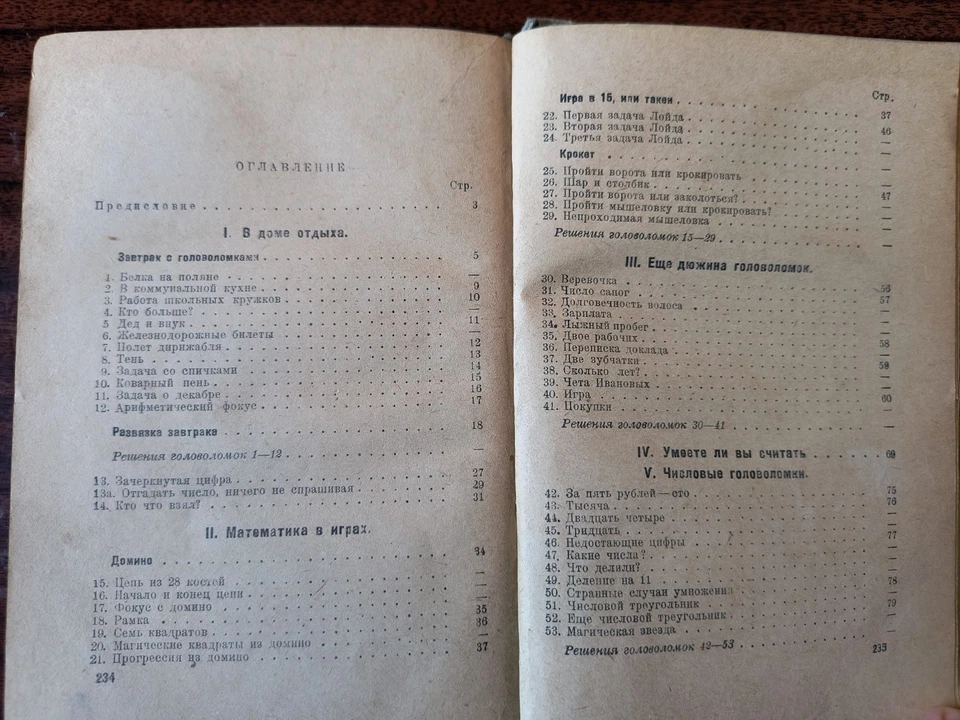 ОГЛАВЛЕНИЕ
Стр.
Предисловие 3
I. В доме отдыха.
Завтрак с головоломками 5
1. Белка на поляне —
2. В коммунальной кухне 9
3. Работа школьных кружков 10
4. Кто больше? —
5 Дед и внук 11
6. Железнодорожные билеты —
7. Полет дирижабля 12
8. Тень 13
9. Задача со спичками 14
10. Коварный пень 15
11. Задача о декабре 16
12. Арифметический фокус 17
Развязка завтрака 18
Решения головоломок 1—12 —
13. Зачеркнутая цифра 27
13а. Отгадать число, ничего не спрашивая 29
14. Кто что взял? 31
II. Математика в играх.
Домино 34
15. Цепь из 28 костей —
16. Начало и конец цепи —
17. Фокус с домино 35
18. Рамка 36
19. Семь квадратов —
20. Магические квадраты из домино 37
21. Прогрессия из домино
234
Стр.
Игра в 15, или такен 37
22. Первая задача Лойда 46
23. Вторая задача Лойда —
24. Третья задача Лойда —
Крокет —
25. Пройти ворота или крокировать —
26. Шар и столбик 47
27. Пройти ворота или заколоться? —
28. Пройти мышеловку или крокировать? —
29. Непроходимая мышеловка —
Решения головоломок 15—29 —
III. Еще дюжина головоломок.
30. Веревочка 56
31. Число сапог 57
32. Долговечность волоса —
33. Зарплата —
34. Лыжный пробег —
35. Двое рабочих 58
36. Переписка доклада —
37. Две зубчатки 59
38. Сколько лет? —
39. Чета Ивановых —
40. Игра 60
41. Покупки —
Решения головоломок 30—41 —
IV. Умеете ли вы считать 69
V. Числовые головоломки.
42. За пять рублей—сто 75
43. Тысяча 76
44. Двадцать четыре —
45. Тридцать —
46. Недостающие цифры 77
47. Какие числа? —
48. Что делили? —
49. Деление на 11 —
50. Странные случаи умножения 78
51. Числовой треугольник —
52. Еще числовой треугольник 79
53. Магическая звезда —
Решения головоломок 42—53 —
235